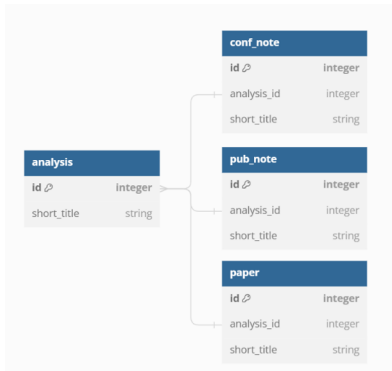 conf_note
id integer
analysis_id integer
short_title string
analysis
id integer
short_title string
pub_note
id integer
analysis_id integer
short_title string
paper
id integer
analysis_id integer
short_title string